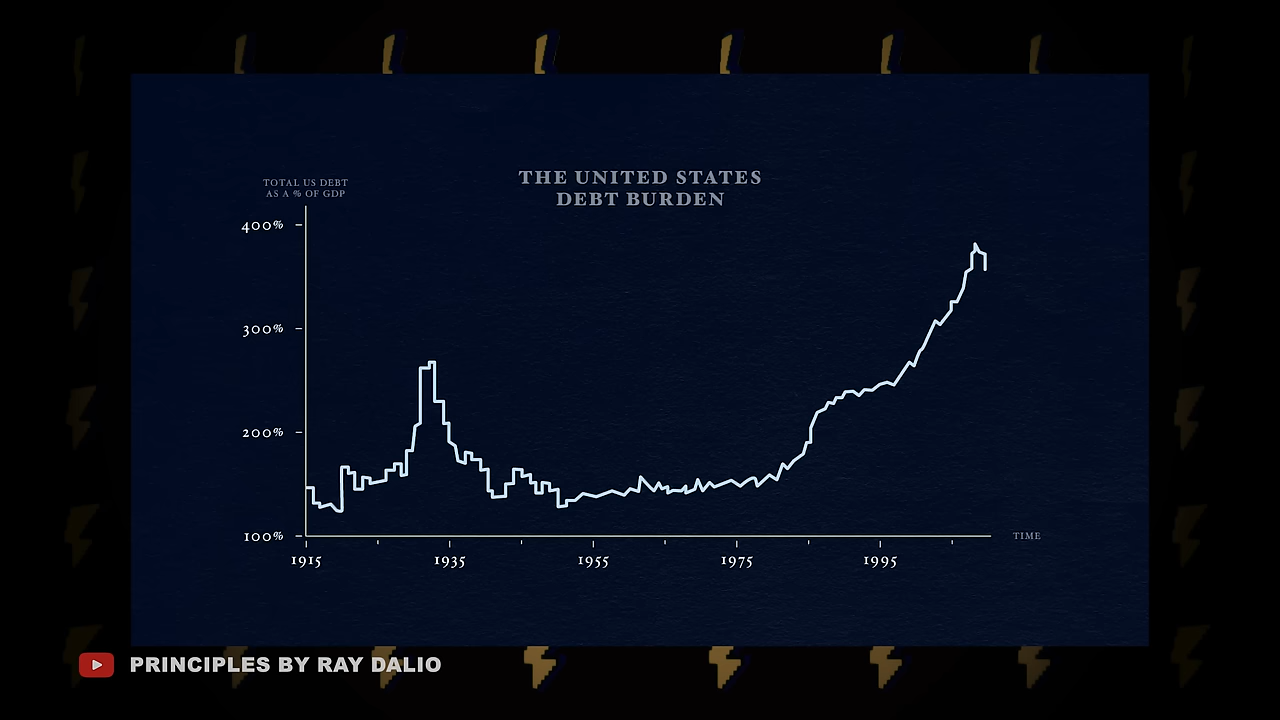 THE UNITED STATES
DEBT BURDEN
TOTAL US DEBT
AS A % OF GDP
400%
300%
200%
100%
1915
1935
1955
1975
1995
TIME
PRINCIPLES BY RAY DALIO